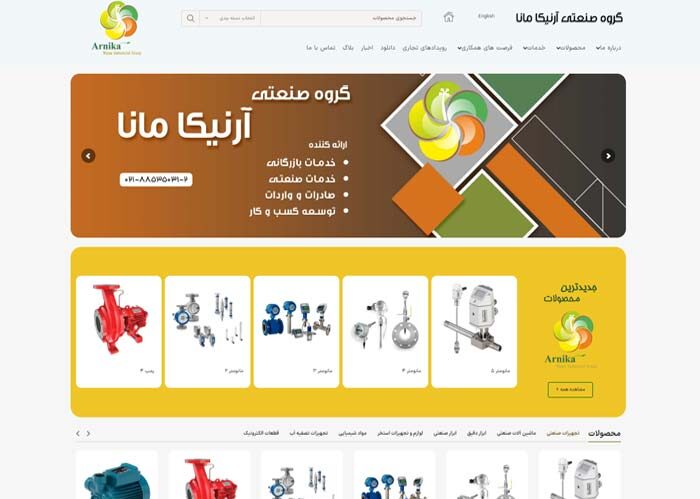 گروه صنعتی آرنیکا مانا
English
انتخاب دسته بندی
جستجوی محصولات
Arnika
Mana Industrial Group
درباره ما
محصولات
خدمات
فرصت های همکاری
رویدادهای تجاری
دانلود
اخبار
بلاگ
تماس با ما
گروه صنعتی
آرنیکا مانا
ارائه کننده
خدمات بازرگانی
خدمات صنعتی
صادرات و واردات
توسعه کسب و کار
۰۲۱-۸۸۵۳۵۰۳۱-۲
جدیدترین
محصولات
Arnika
مشاهده همه
مانومتر ۵
مانومتر ۴
مانومتر ۳
مانومتر ۲
پمپ ۴
محصولات
تجهیزات صنعتی
ماشین آلات صنعتی
ابزار دقیق
ابزار صنعتی
لوازم و تجهیزات استخر
مواد شیمیایی
تجهیزات تصفیه آب
قطعات الکترونیک